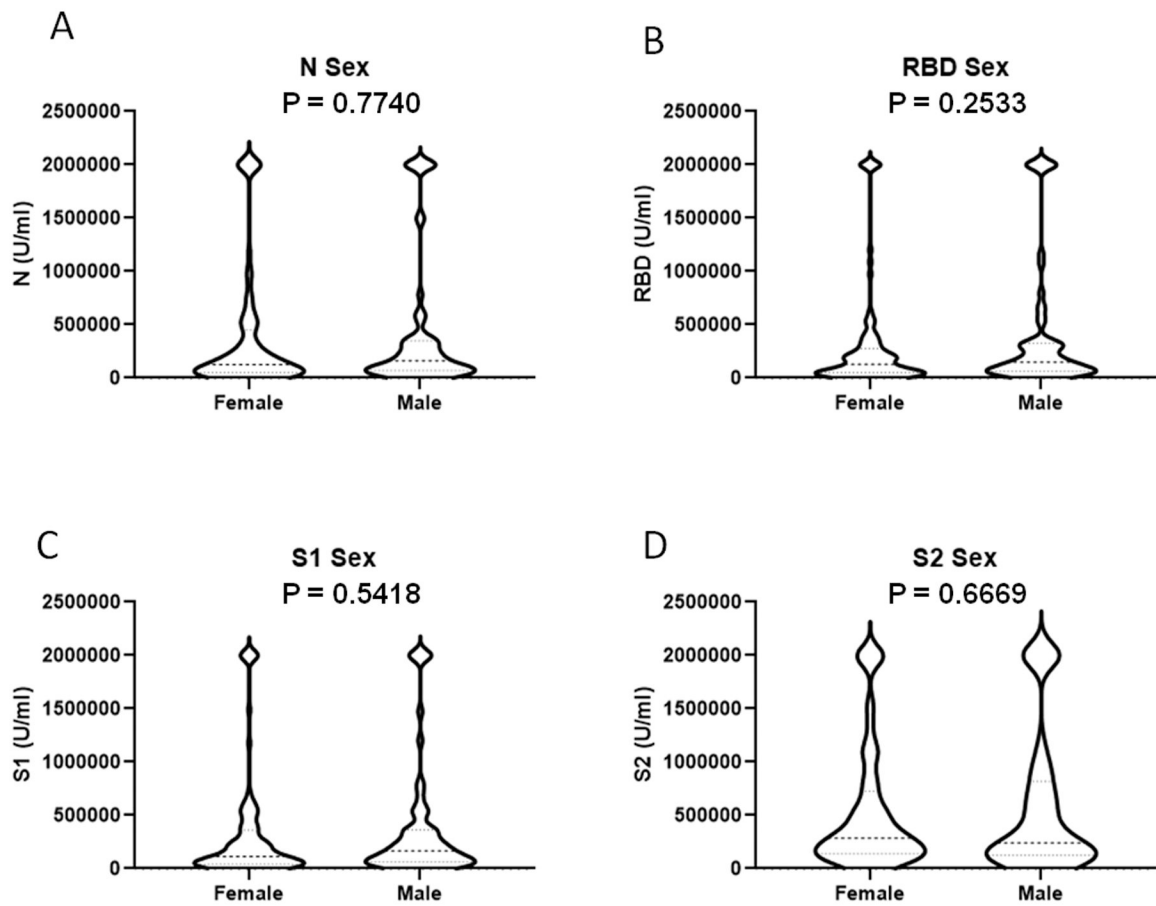 A
N Sex
P = 0.7740
2500000
2000000
1500000
1000000
500000
0
N (U/ml)
Female Male
B
RBD Sex
P = 0.2533
2500000
2000000
1500000
1000000
500000
0
RBD (U/ml)
Female Male
C
S1 Sex
P = 0.5418
2500000
2000000
1500000
1000000
500000
0
S1 (U/ml)
Female Male
D
S2 Sex
P = 0.6669
2500000
2000000
1500000
1000000
500000
0
S2 (U/ml)
Female Male